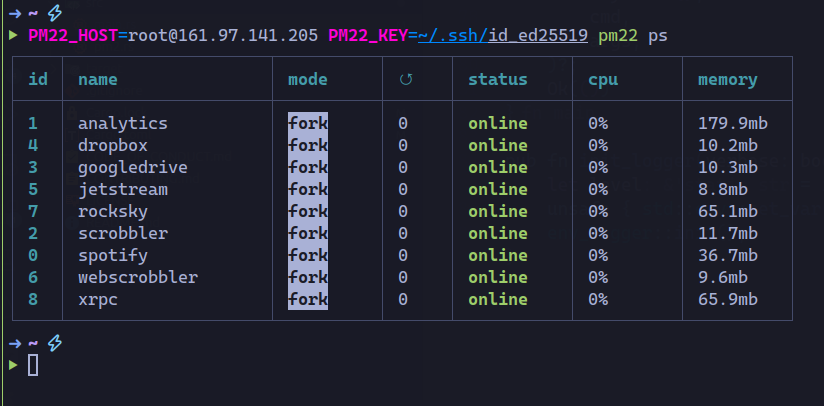 → ~ ⚡
▶ PM22_HOST=root@161.97.141.205 PM22_KEY=~/.ssh/id_ed25519 pm22 ps
id name mode ↺ status cpu memory
1 analytics fork 0 online 0% 179.9mb
4 dropbox fork 0 online 0% 10.2mb
3 googledrive fork 0 online 0% 10.3mb
5 jetstream fork 0 online 0% 8.8mb
7 rocksky fork 0 online 0% 65.1mb
2 scrobbler fork 0 online 0% 11.7mb
0 spotify fork 0 online 0% 36.7mb
6 webscrobbler fork 0 online 0% 9.6mb
8 xrpc fork 0 online 0% 65.9mb
→ ~ ⚡
▶